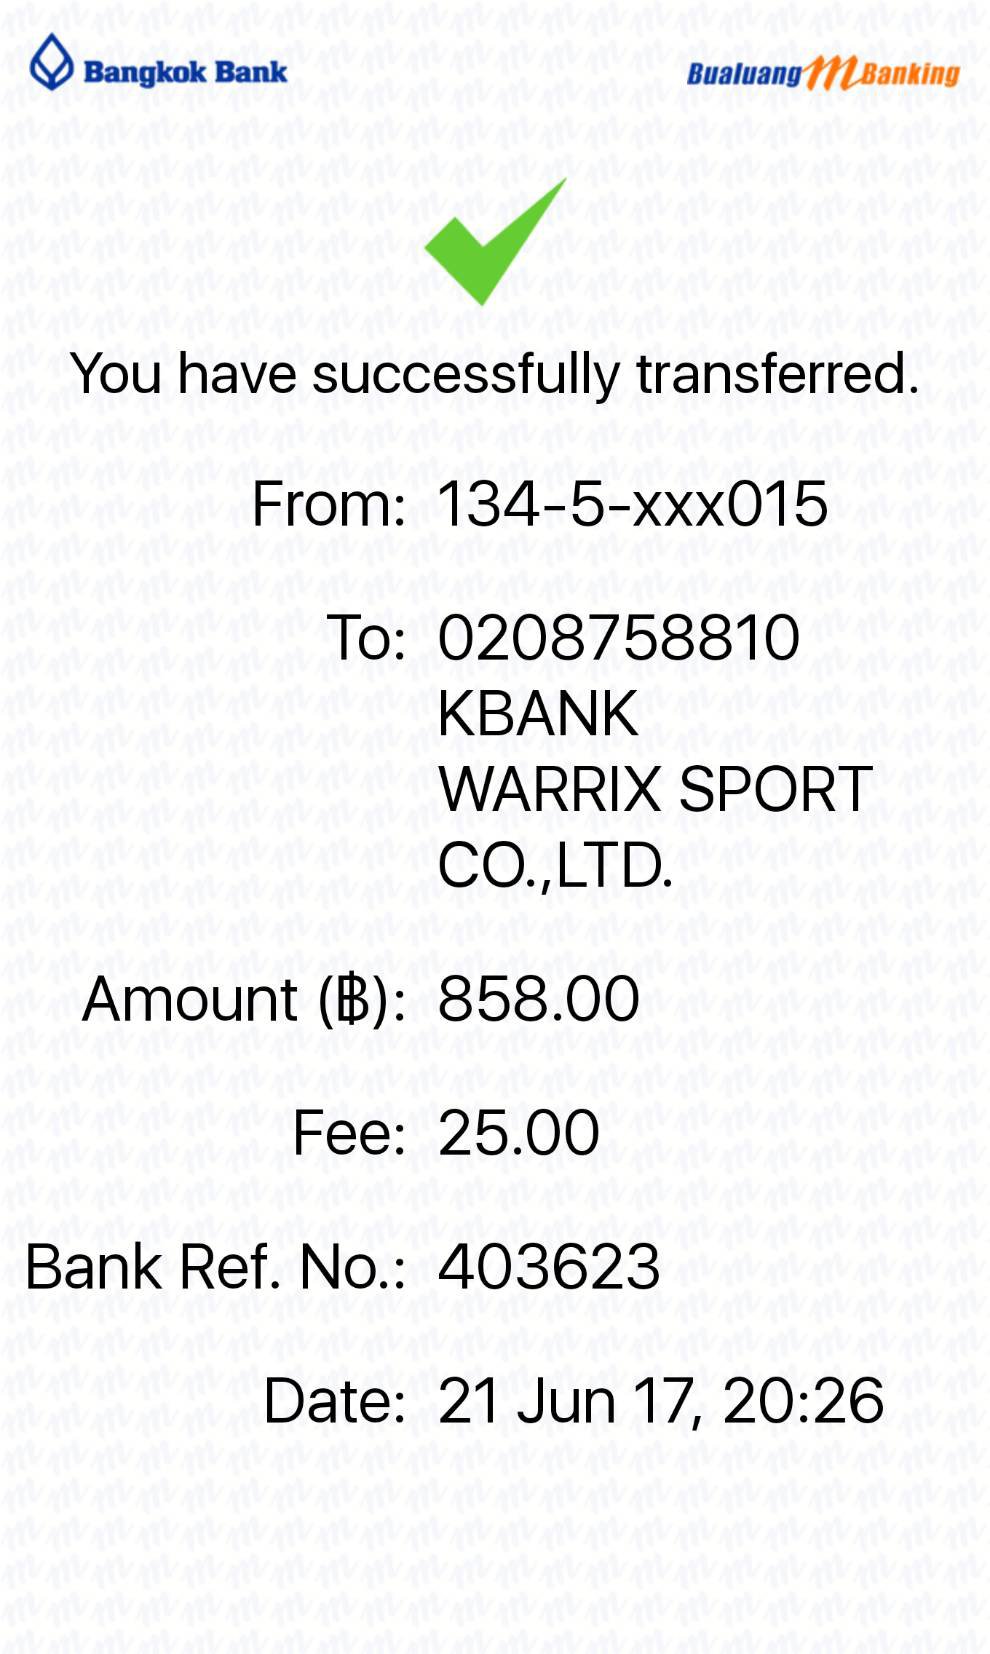 Bangkok Bank
Bualuang mBanking
You have successfully transferred.
From: 134-5-xxx015
To: 0208758810
KBANK
WARRIX SPORT
CO.,LTD.
Amount (฿): 858.00
Fee: 25.00
Bank Ref. No.: 403623
Date: 21 Jun 17, 20:26